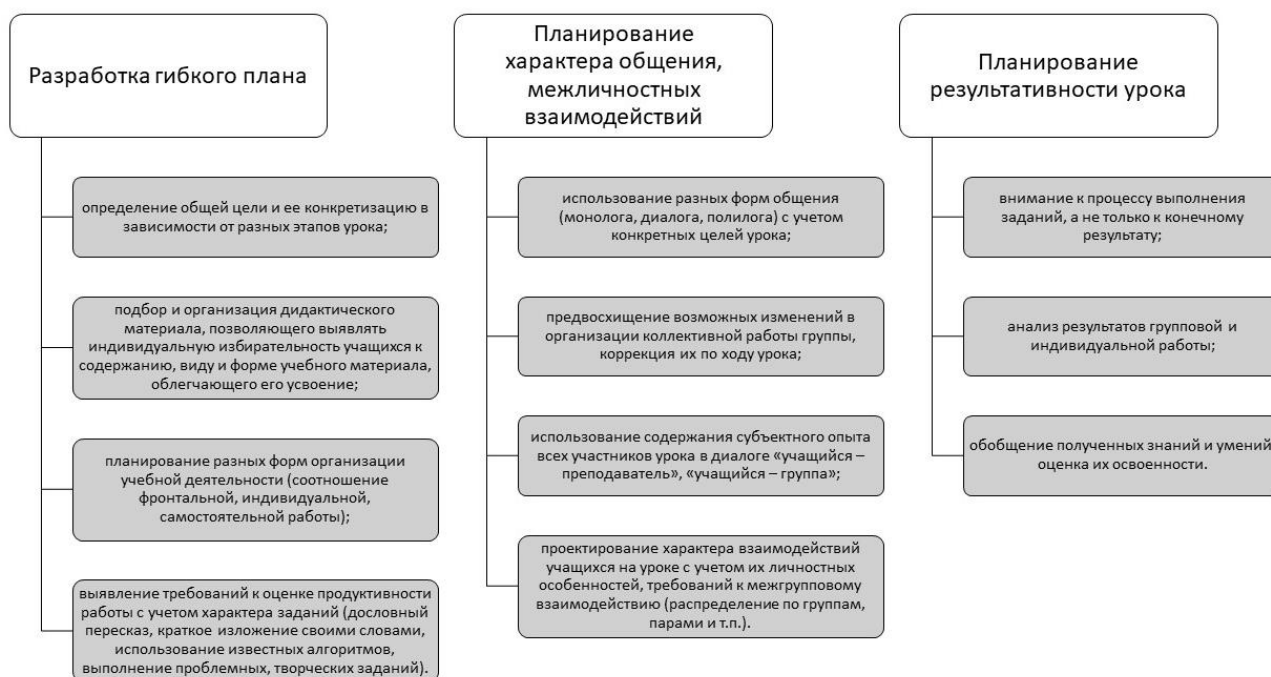 Разработка гибкого плана
определение общей цели и ее конкретизацию в
зависимости от разных этапов урока;
подбор и организация дидактического
материала, позволяющего выявлять
индивидуальную избирательность учащихся к
содержанию, виду и форме учебного материала,
облегчающего его усвоение;
планирование разных форм организации
учебной деятельности (соотношение
фронтальной, индивидуальной,
самостоятельной работы);
выявление требований к оценке продуктивности
работы с учетом характера заданий (дословный
пересказ, краткое изложение своими словами,
использование известных алгоритмов,
выполнение проблемных, творческих заданий).
Планирование
характера общения,
межличностных
взаимодействий
использование разных форм общения
(монолога, диалога, полилога) с учетом
конкретных целей урока;
предвосхищение возможных изменений в
организации коллективной работы группы,
коррекция их по ходу урока;
использование содержания субъектного опыта
всех участников урока в диалоге «учащийся –
преподаватель», «учащийся – группа»;
проектирование характера взаимодействий
учащихся на уроке с учетом их личностных
особенностей, требований к межгрупповому
взаимодействию (распределение по группам,
парами и т.п.).
Планирование
результативности урока
внимание к процессу выполнения
заданий, а не только к конечному
результату;
анализ результатов групповой и
индивидуальной работы;
обобщение полученных знаний и умений
оценка их освоенности.